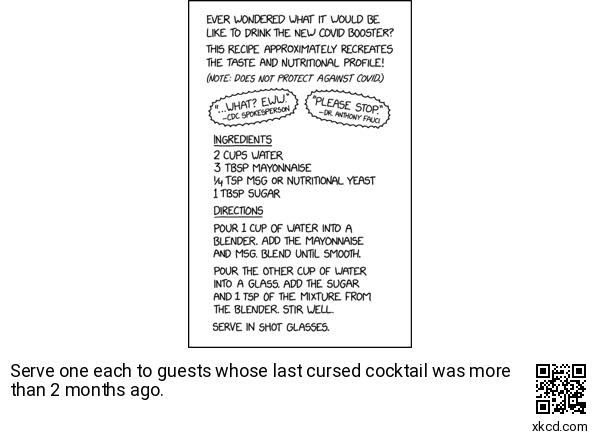 EVER WONDERED WHAT IT WOULD BE
LIKE TO DRINK THE NEW COVID BOOSTER?
THIS RECIPE APPROXIMATELY RECREATES
THE TASTE AND NUTRITIONAL PROFILE!
(NOTE: DOES NOT PROTECT AGAINST COVID.)
"...WHAT? EWW."
-CDC SPOKESPERSON
"PLEASE STOP."
-DR. ANTHONY FAUCI
INGREDIENTS
2 CUPS WATER
3 TBSP MAYONNAISE
¼ TSP MSG OR NUTRITIONAL YEAST
1 TBSP SUGAR
DIRECTIONS
POUR 1 CUP OF WATER INTO A
BLENDER. ADD THE MAYONNAISE
AND MSG. BLEND UNTIL SMOOTH.
POUR THE OTHER CUP OF WATER
INTO A GLASS. ADD THE SUGAR
AND 1 TSP OF THE MIXTURE FROM
THE BLENDER. STIR WELL.
SERVE IN SHOT GLASSES.
Serve one each to guests whose last cursed cocktail was more
than 2 months ago.
xkcd.com